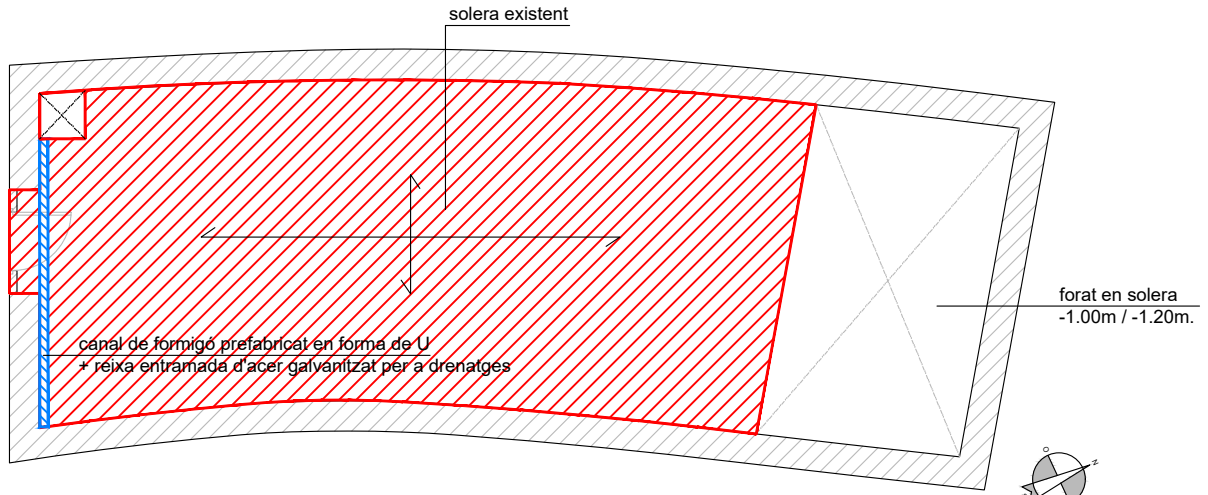 solera existent
forat en solera
-1.00m / -1.20m.
canal de formigó prefabricat en forma de U
+ reixa entramada d'acer galvanitzat per a drenatges
O
N